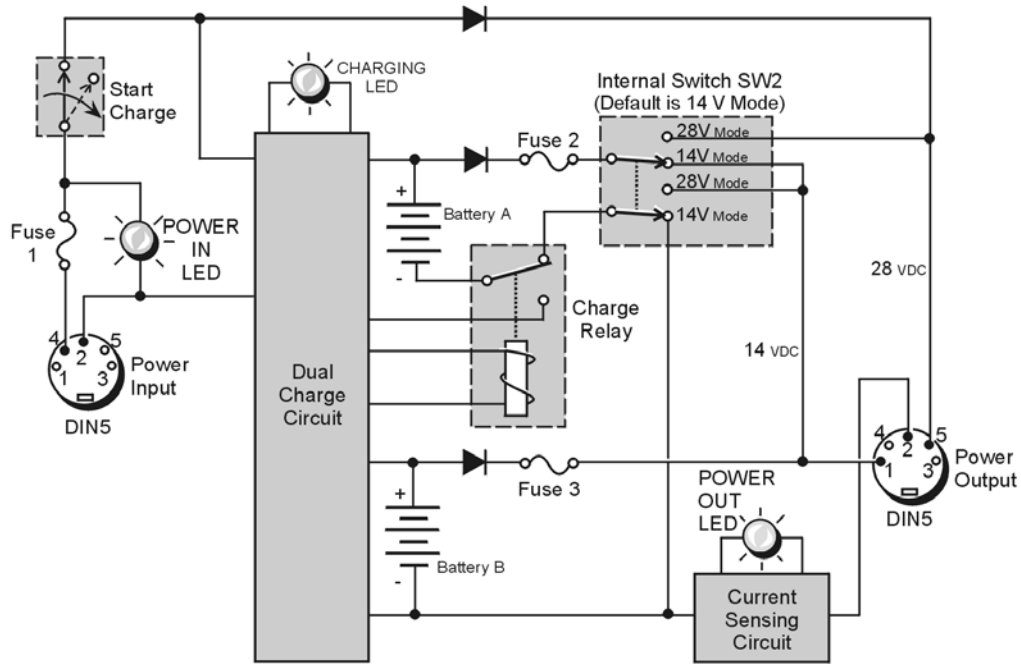 CHARGING
LED
Start
Charge
Internal Switch SW2
(Default is 14 V Mode)
28V Mode
14V Mode
28V Mode
14V Mode
Fuse 2
+
Battery A
-
Fuse
1
POWER
IN
LED
28 VDC
Charge
Relay
14 VDC
4
2
5
1
3
Power
Input
DIN5
Dual
Charge
Circuit
Fuse 3
+
Battery B
-
POWER
OUT
LED
4
2
5
1
3
Power
Output
DIN5
Current
Sensing
Circuit